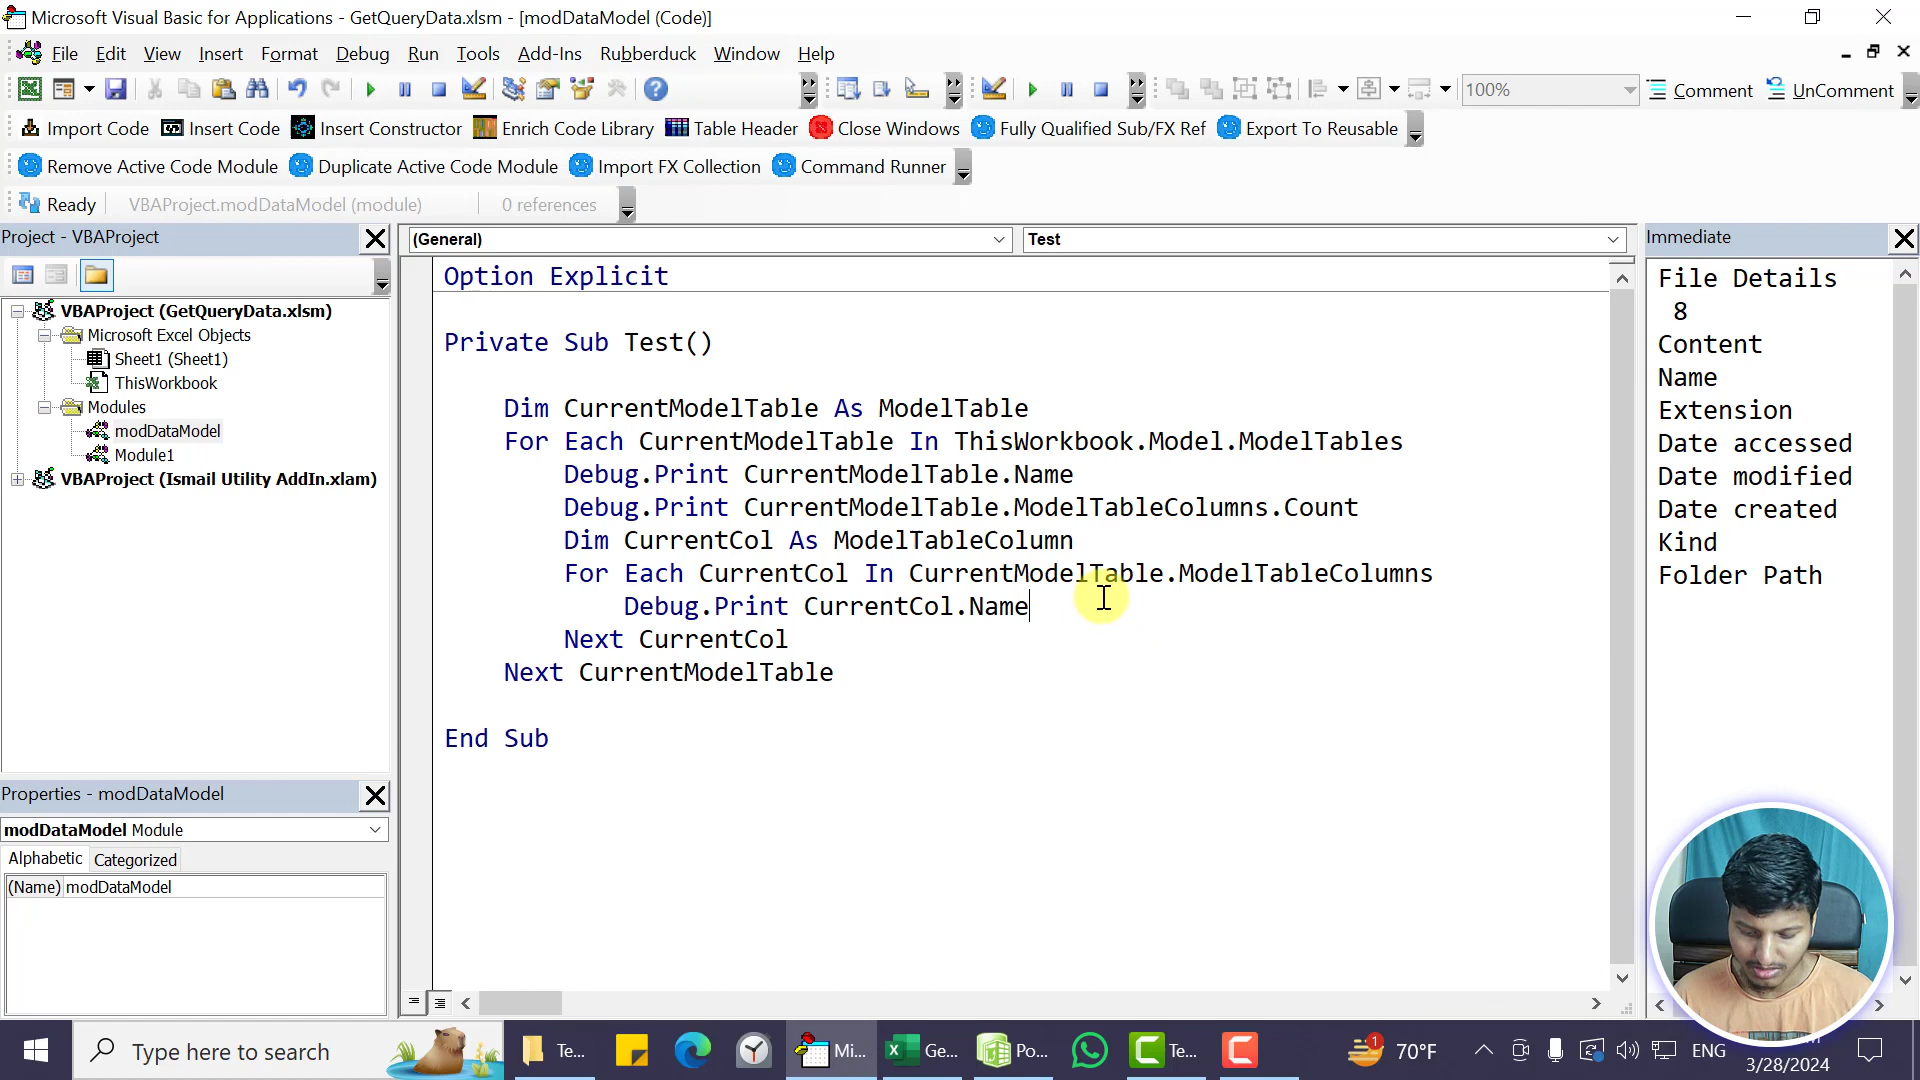 Microsoft Visual Basic for Applications - GetQueryData.xlsm - [modDataModel (Code)]
File Edit View Insert Format Debug Run Tools Add-Ins Rubberduck Window Help
100% Comment UnComment
Import Code Insert Code Insert Constructor Enrich Code Library Table Header Close Windows Fully Qualified Sub/FX Ref Export To Reusable
Remove Active Code Module Duplicate Active Code Module Import FX Collection Command Runner
Ready VBAProject.modDataModel (module) 0 references
Project - VBAProject
VBAProject (GetQueryData.xlsm)
Microsoft Excel Objects
Sheet1 (Sheet1)
ThisWorkbook
Modules
modDataModel
Module1
VBAProject (Ismail Utility AddIn.xlam)
Properties - modDataModel
modDataModel Module
Alphabetic Categorized
(Name) modDataModel
(General) Test
Option Explicit
Private Sub Test()
Dim CurrentModelTable As ModelTable
For Each CurrentModelTable In ThisWorkbook.Model.ModelTables
Debug.Print CurrentModelTable.Name
Debug.Print CurrentModelTable.ModelTableColumns.Count
Dim CurrentCol As ModelTableColumn
For Each CurrentCol In CurrentModelTable.ModelTableColumns
Debug.Print CurrentCol.Name
Next CurrentCol
Next CurrentModelTable
End Sub
Immediate
File Details
8
Content
Name
Extension
Date accessed
Date modified
Date created
Kind
Folder Path
Type here to search
Te...
Mi...
Ge...
Po...
Te...
1
70°F
ENG
3/28/2024